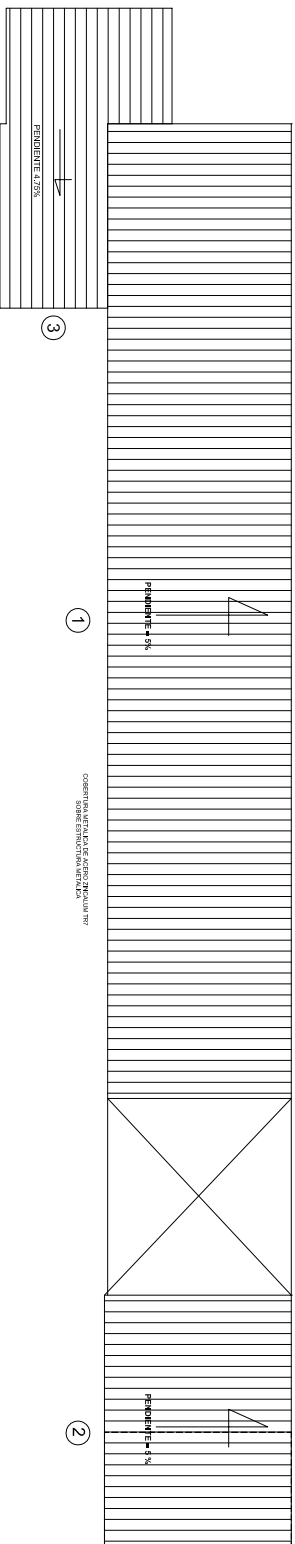 PENDIENTE 4.75%
3
PENDIENTE = 5%
1
COBERTURA METALICA DE ACERO ZINCALUM TR7
SOBRE ESTRUCTURA METALICA
PENDIENTE = 5 %
2